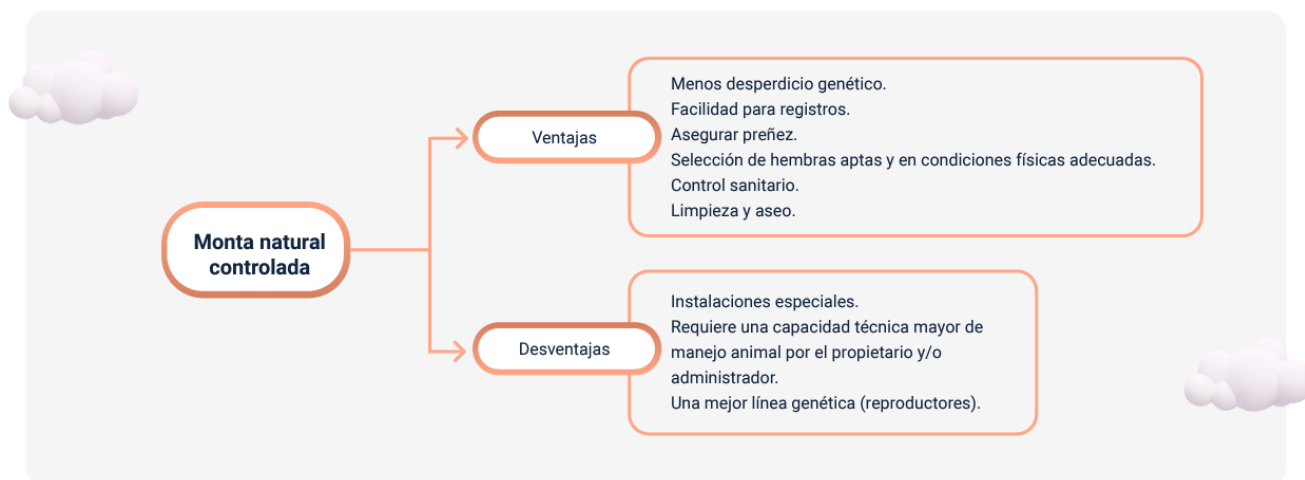 Monta natural
controlada
Ventajas
Menos desperdicio genético.
Facilidad para registros.
Asegurar preñez.
Selección de hembras aptas y en condiciones físicas adecuadas.
Control sanitario.
Limpieza y aseo.
Desventajas
Instalaciones especiales.
Requiere una capacidad técnica mayor de
manejo animal por el propietario y/o
administrador.
Una mejor línea genética (reproductores).